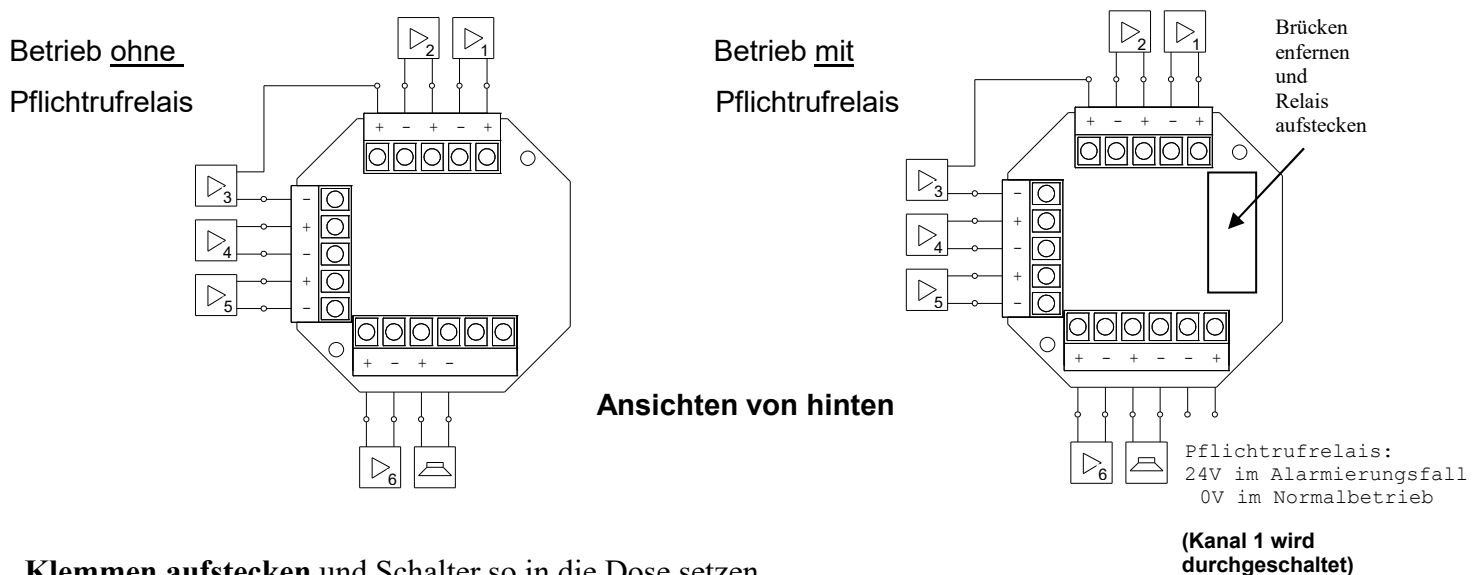 Betrieb ohne
Pflichtrufrelais
2 1
+ - + - +
3
4
5
-
+
-
+
-
+ - + -
6
Betrieb mit
Pflichtrufrelais
2 1
Brücken
enfernen
und
Relais
aufstecken
+ - + - +
3
4
5
-
+
-
+
-
+ - + - - +
6
Ansichten von hinten
Pflichtrufrelais:
24V im Alarmierungsfall
0V im Normalbetrieb
(Kanal 1 wird
durchgeschaltet)
Klemmen aufstecken und Schalter so in die Dose setzen